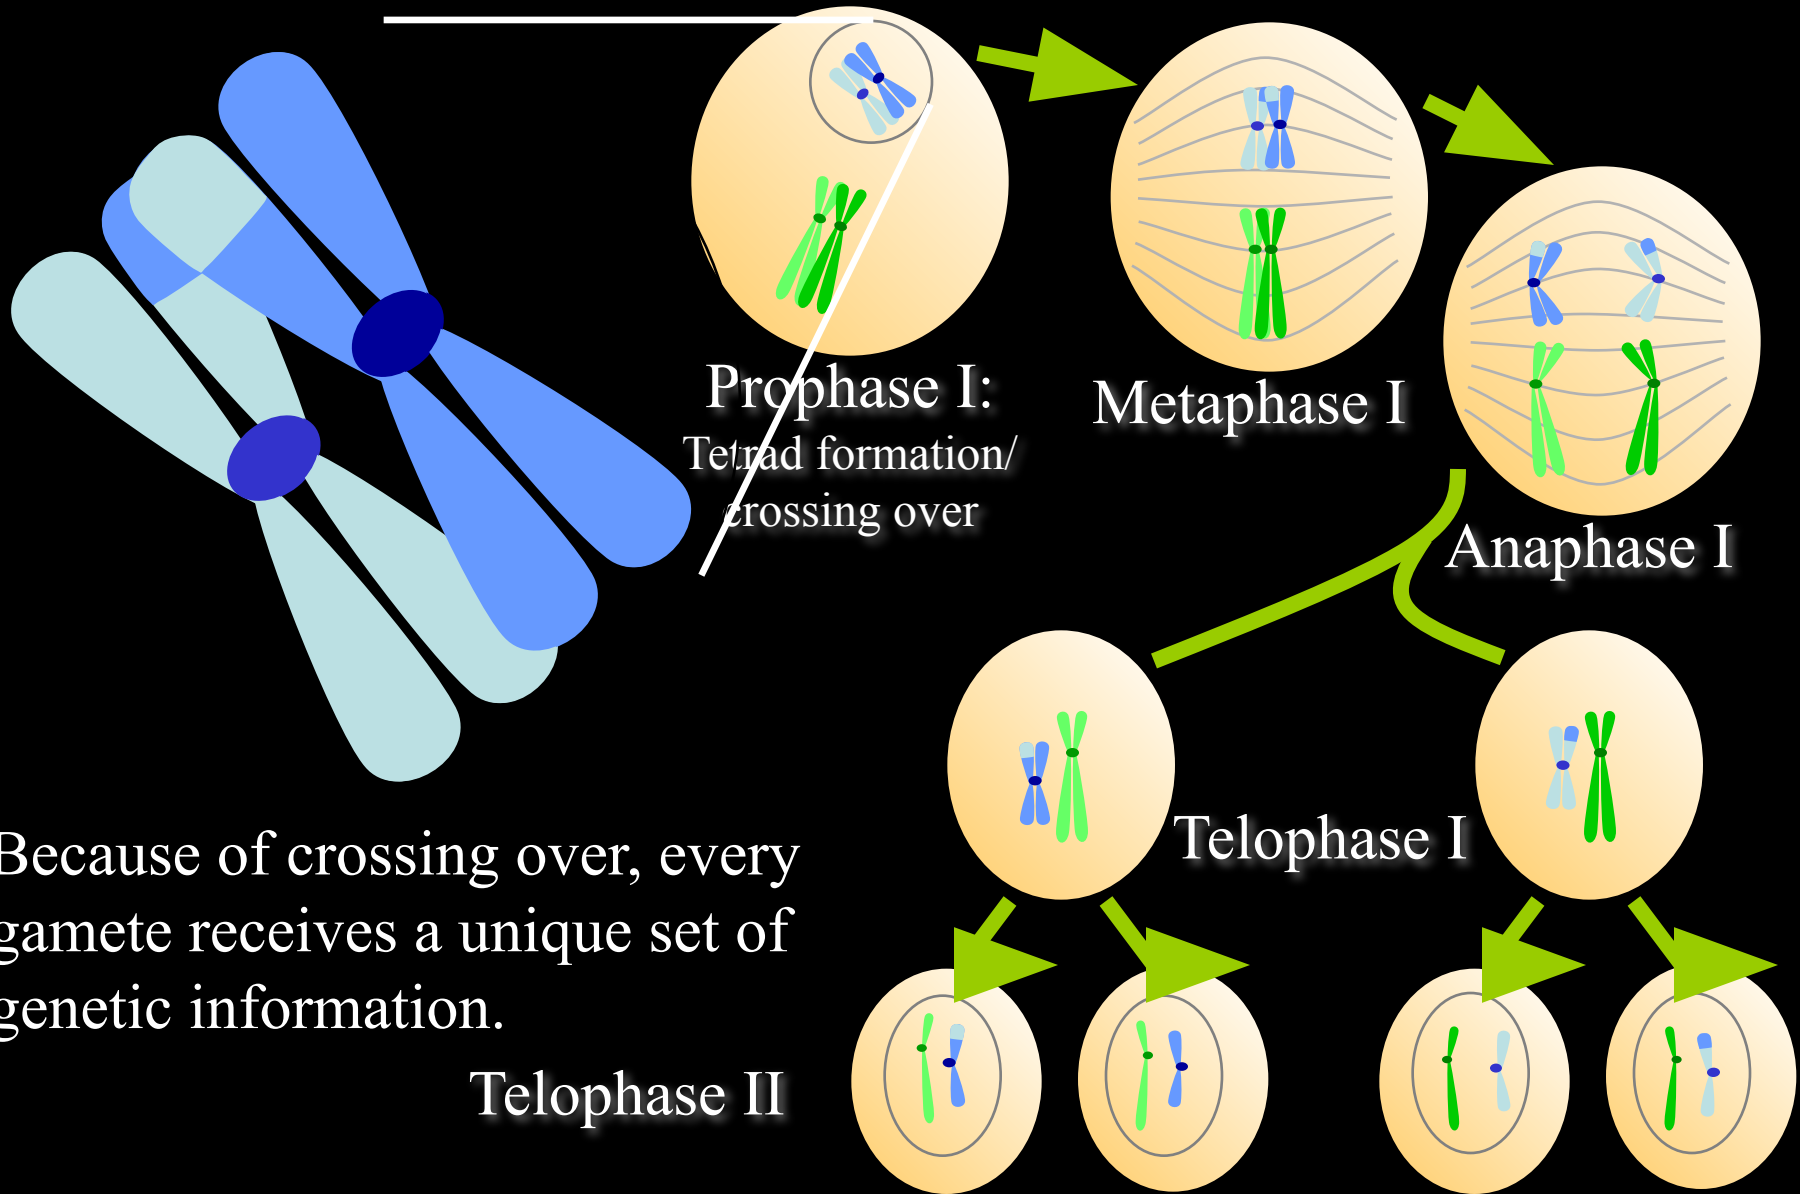 Prophase I:
Tetrad formation/
crossing over
Metaphase I
Anaphase I
Telophase I
Because of crossing over, every
gamete receives a unique set of
genetic information.
Telophase II